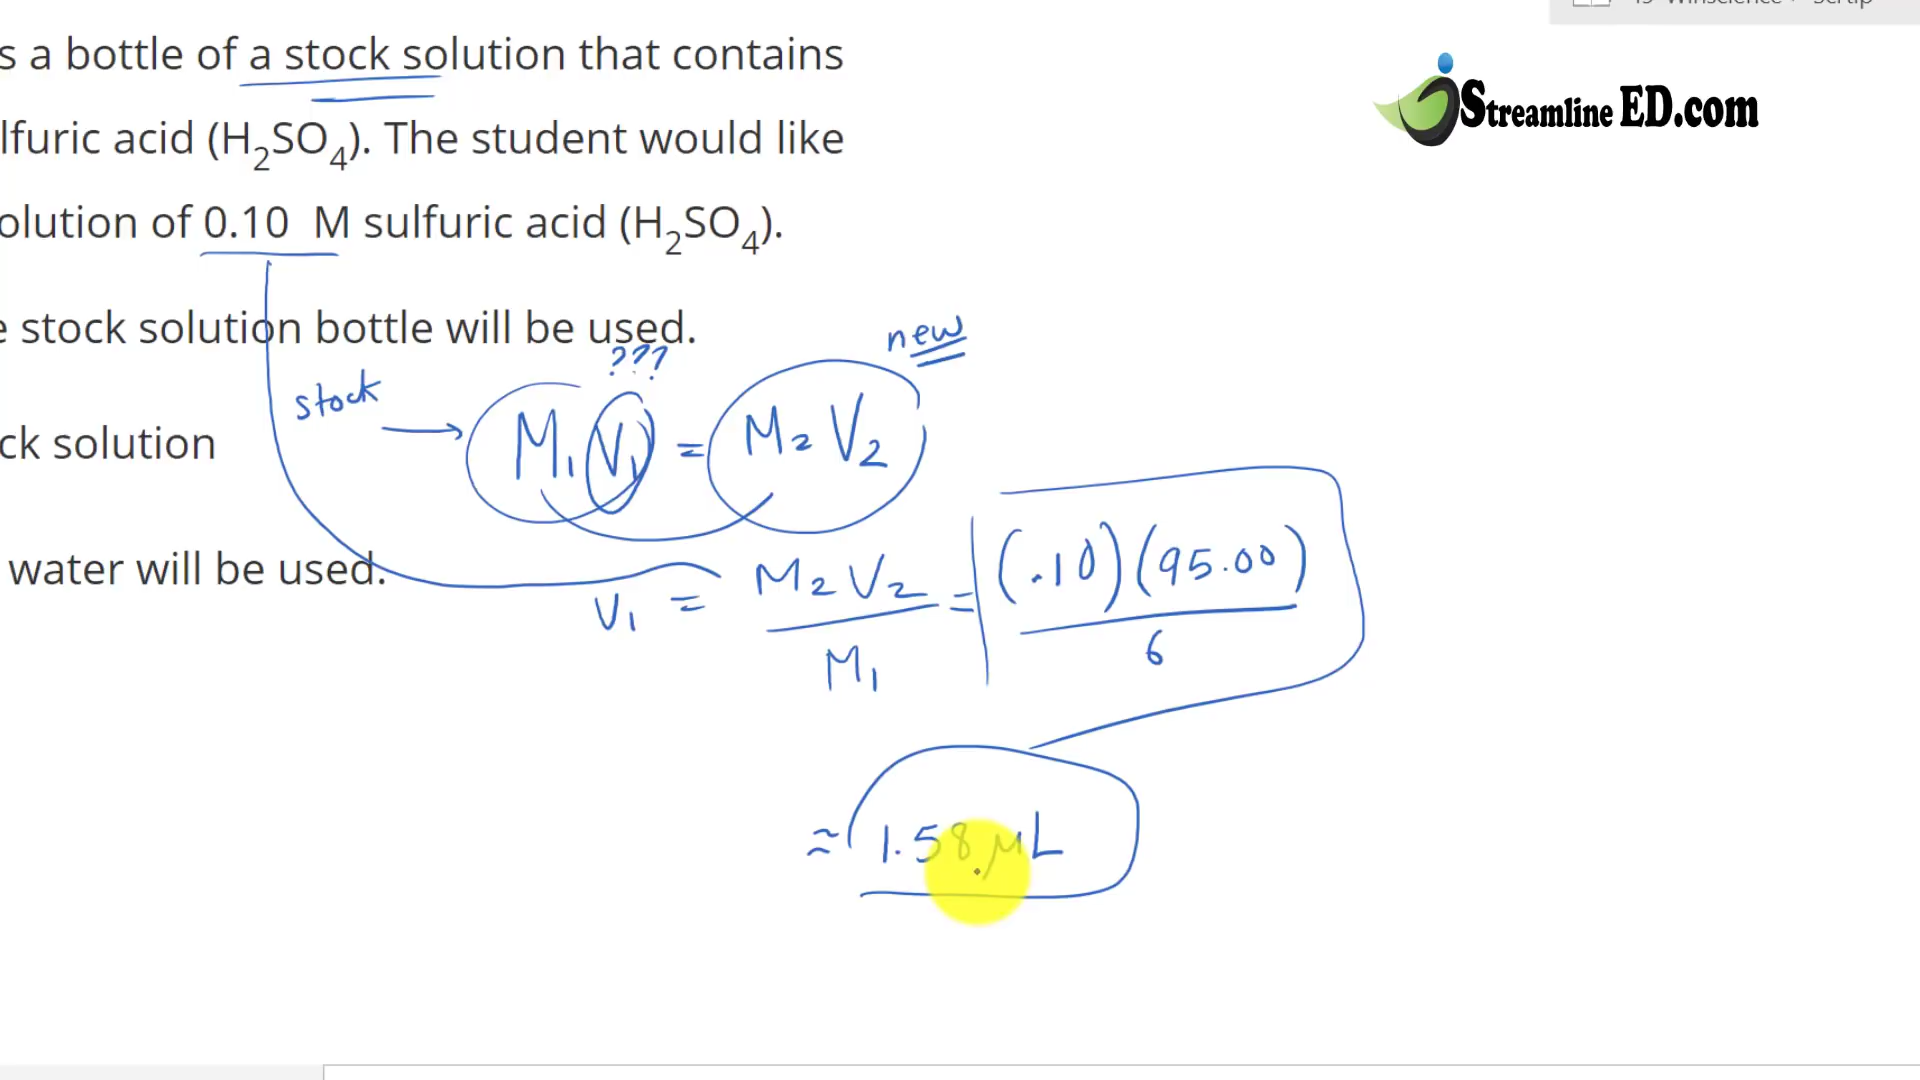 s a bottle of a stock solution that contains
StreamlineED.com
lfuric acid (H2SO4). The student would like
olution of 0.10 M sulfuric acid (H2SO4).
e stock solution bottle will be used.
new
???
stock
M1V1 = M2V2
ck solution
water will be used.
V1 = M2V2 / M1 = (.10)(95.00) / 6
≈ 1.58 µL